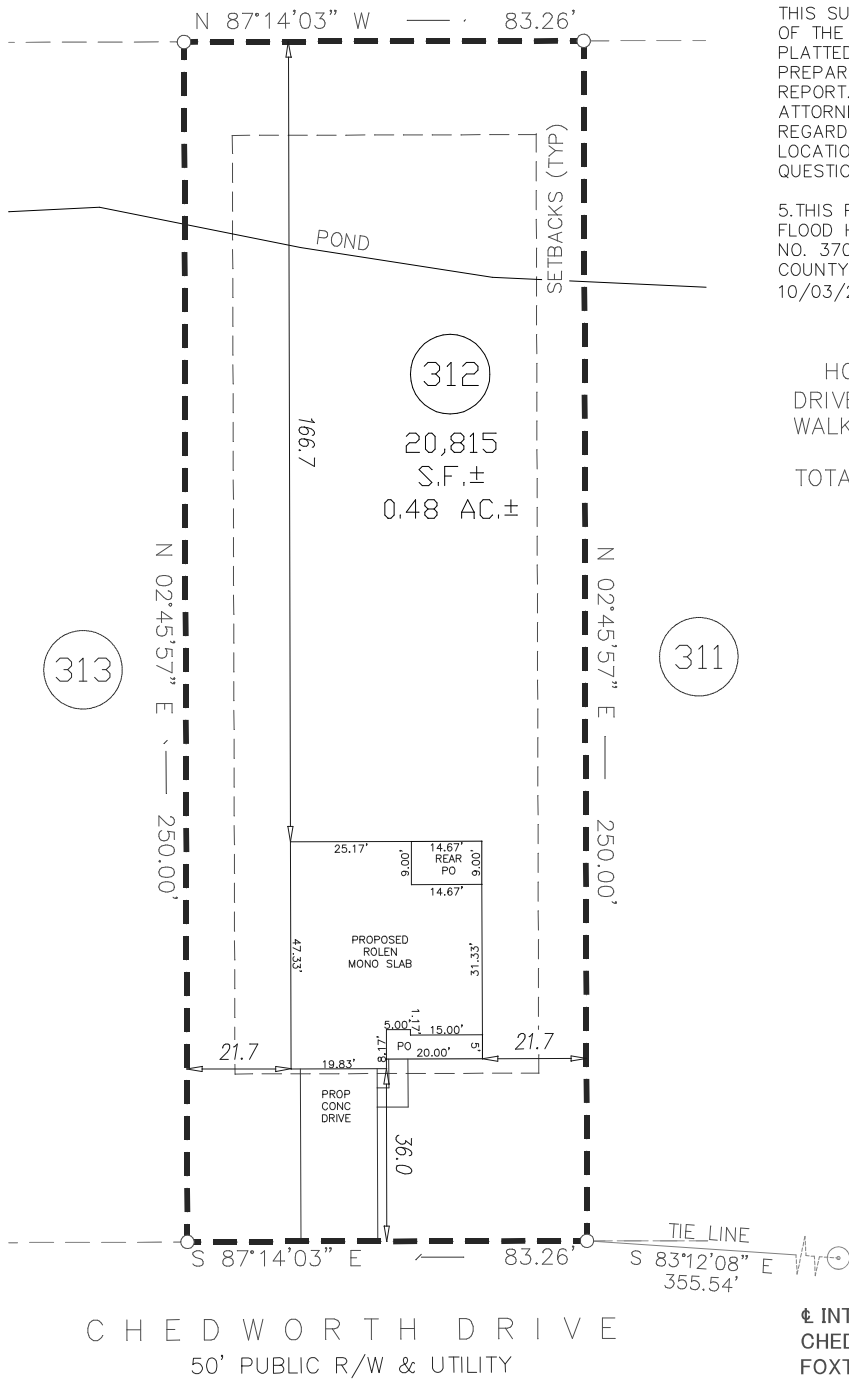 N 87°14'03" W
83.26'
THIS SU
OF THE
PLATTED
PREPAR
REPORT.
ATTORNE
REGARD
LOCATIO
QUESTIO
5.THIS P
FLOOD H
NO. 370
COUNTY
10/03/2
SETBACKS (TYP)
POND
312
20,815
S.F.±
0.48 AC.±
166.7
HO
DRIVE
WALK
TOTA
N 02°45'57" E
250.00'
N 02°45'57" E
250.00'
313
311
25.17'
14.67'
9.00'
REAR
PO
9.00'
14.67'
PROPOSED
ROLEN
MONO SLAB
47.33'
31.33'
5.00'
1.17'
15.00'
8.17'
PO
20.00'
5'
21.7
21.7
19.83'
PROP
CONC
DRIVE
36.0
S 87°14'03" E
83.26'
TIE LINE
S 83°12'08" E
355.54'
CHEDWORTH DRIVE
50' PUBLIC R/W & UTILITY
℄ INT
CHED
FOXT